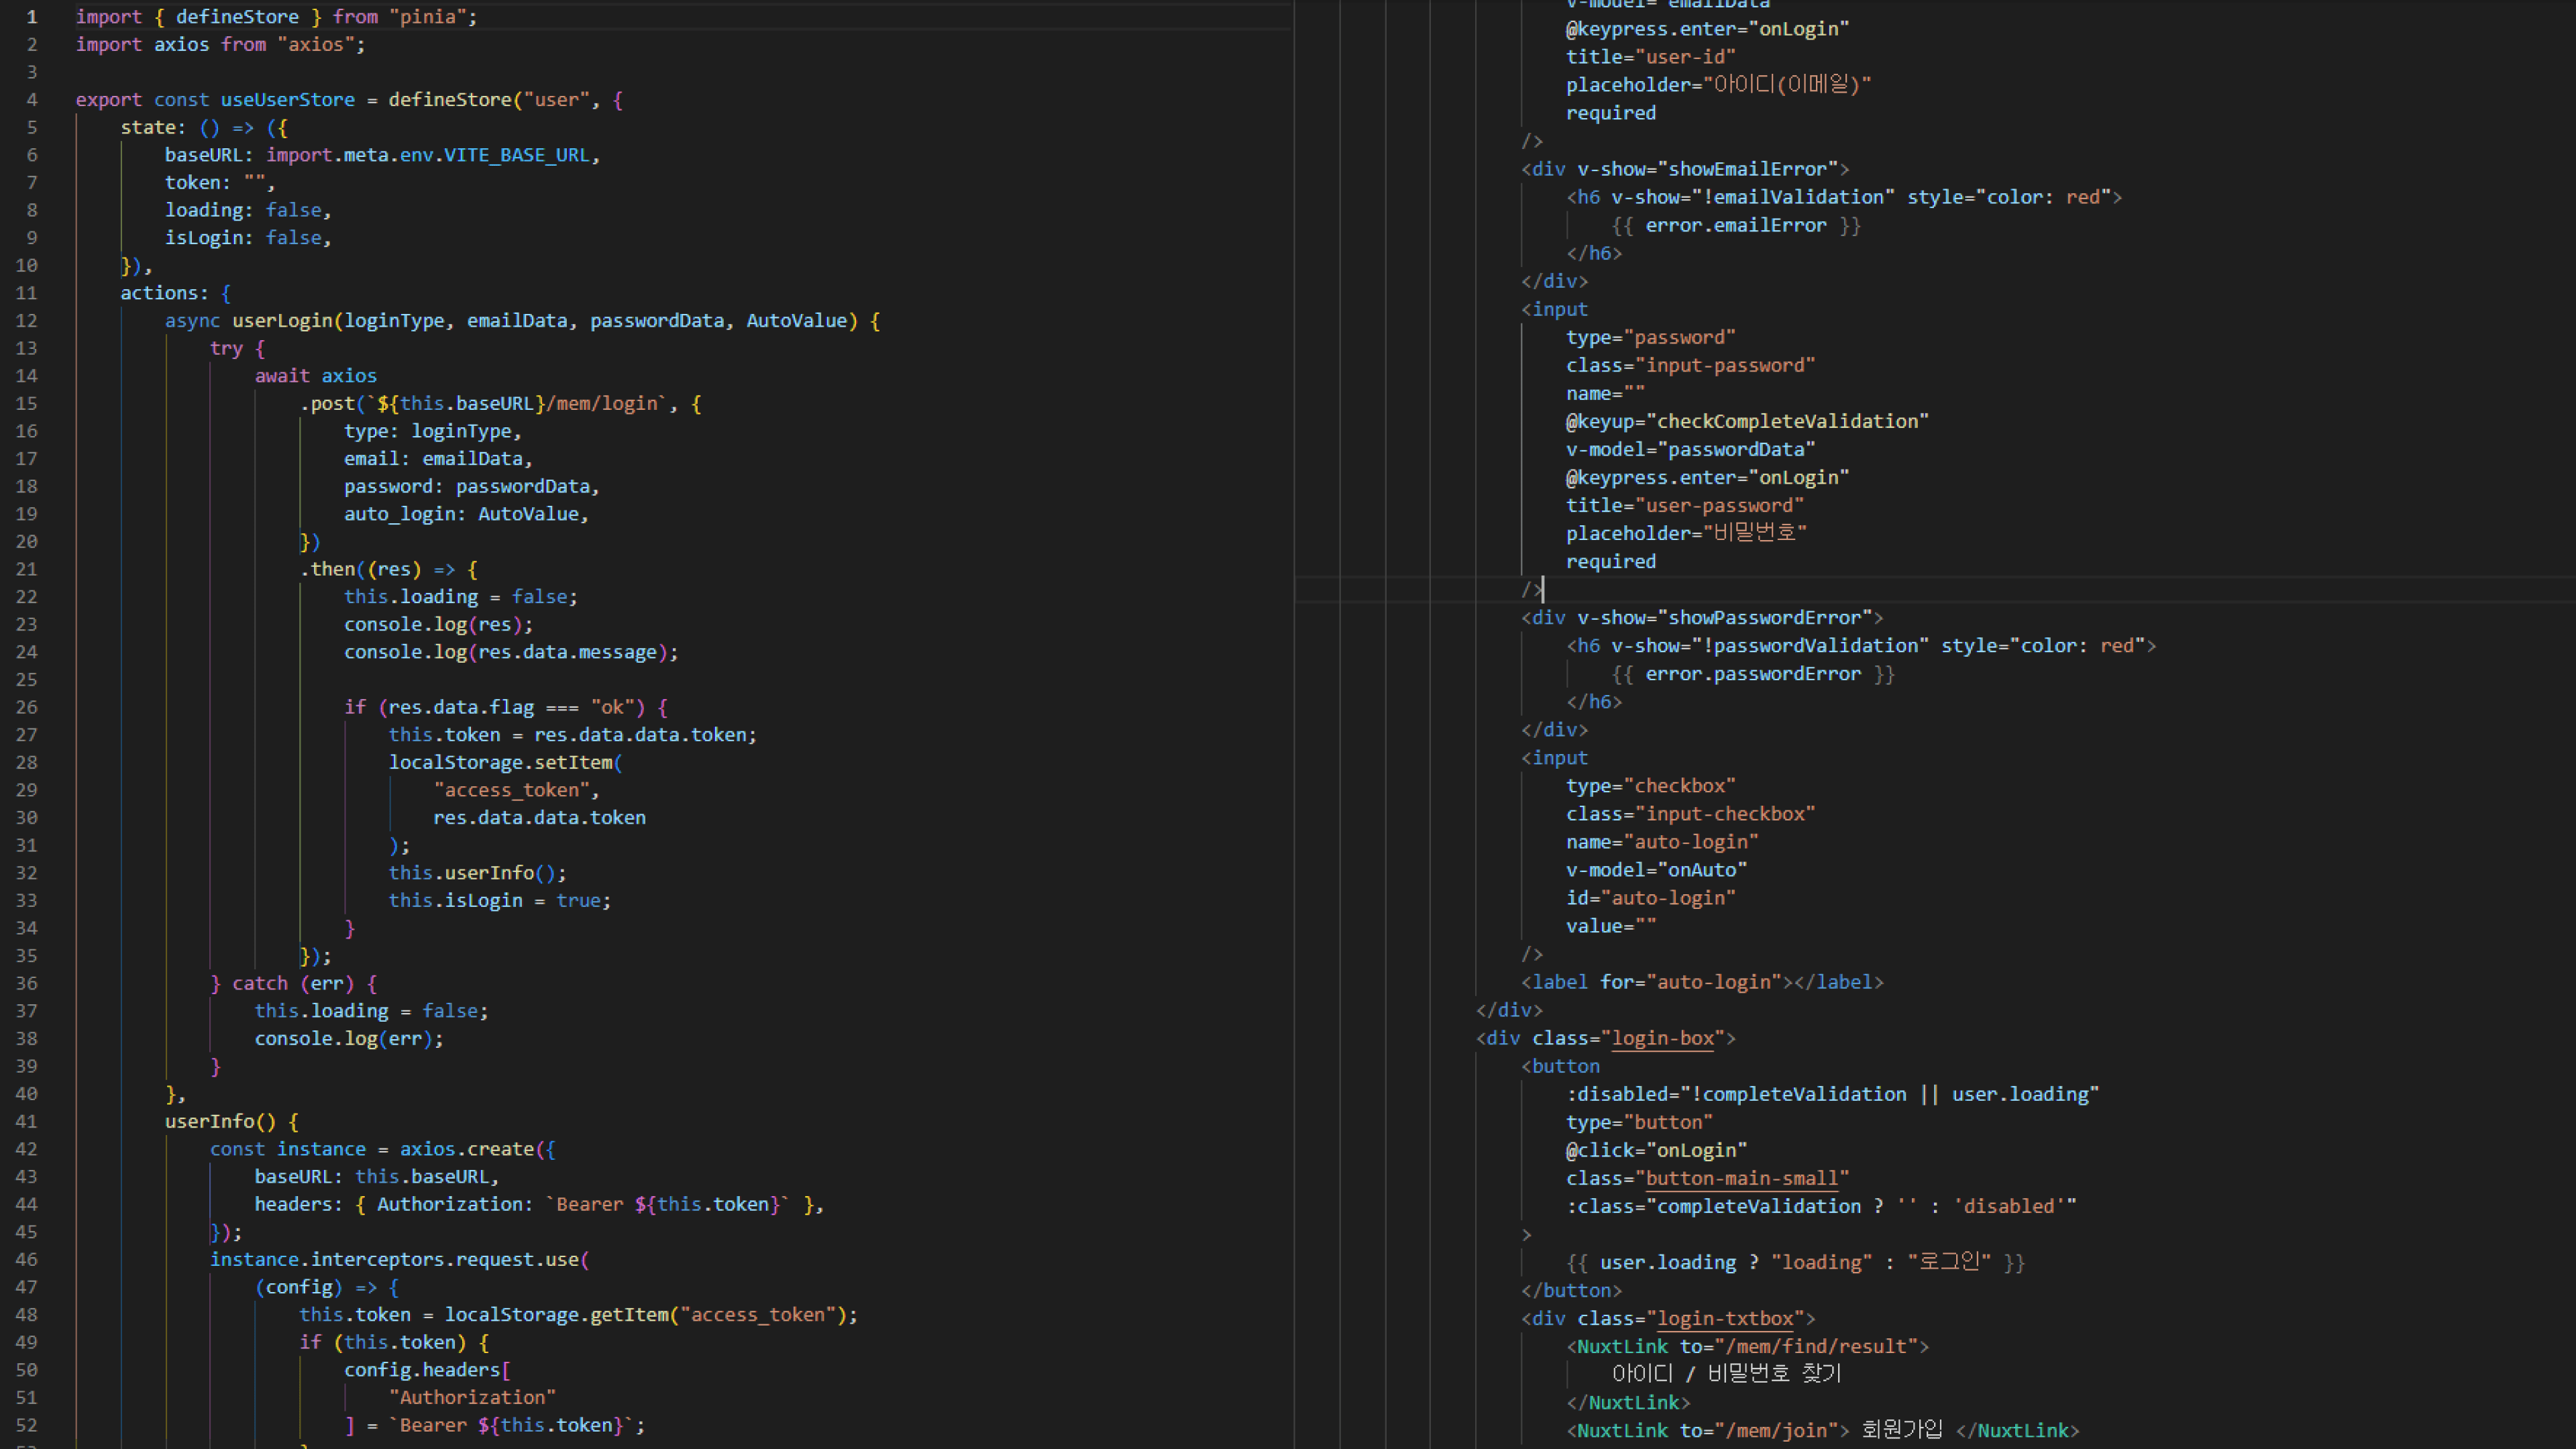 1 import { defineStore } from "pinia";
2 import axios from "axios";
3
4 export const useUserStore = defineStore("user", {
5 state: () => ({
6 baseURL: import.meta.env.VITE_BASE_URL,
7 token: "",
8 loading: false,
9 isLogin: false,
10 }),
11 actions: {
12 async userLogin(loginType, emailData, passwordData, AutoValue) {
13 try {
14 await axios
15 .post(`${this.baseURL}/mem/login`, {
16 type: loginType,
17 email: emailData,
18 password: passwordData,
19 auto_login: AutoValue,
20 })
21 .then((res) => {
22 this.loading = false;
23 console.log(res);
24 console.log(res.data.message);
25
26 if (res.data.flag === "ok") {
27 this.token = res.data.data.token;
28 localStorage.setItem(
29 "access_token",
30 res.data.data.token
31 );
32 this.userInfo();
33 this.isLogin = true;
34 }
35 });
36 } catch (err) {
37 this.loading = false;
38 console.log(err);
39 }
40 },
41 userInfo() {
42 const instance = axios.create({
43 baseURL: this.baseURL,
44 headers: { Authorization: `Bearer ${this.token}` },
45 });
46 instance.interceptors.request.use(
47 (config) => {
48 this.token = localStorage.getItem("access_token");
49 if (this.token) {
50 config.headers[
51 "Authorization"
52 ] = `Bearer ${this.token}`;
v-model="emailData"
@keypress.enter="onLogin"
title="user-id"
placeholder="아이디(이메일)"
required
/>
<div v-show="showEmailError">
<h6 v-show="!emailValidation" style="color: red">
{{ error.emailError }}
</h6>
</div>
<input
type="password"
class="input-password"
name=""
@keyup="checkCompleteValidation"
v-model="passwordData"
@keypress.enter="onLogin"
title="user-password"
placeholder="비밀번호"
required
/>
<div v-show="showPasswordError">
<h6 v-show="!passwordValidation" style="color: red">
{{ error.passwordError }}
</h6>
</div>
<input
type="checkbox"
class="input-checkbox"
name="auto-login"
v-model="onAuto"
id="auto-login"
value=""
/>
<label for="auto-login"></label>
</div>
<div class="login-box">
<button
:disabled="!completeValidation || user.loading"
type="button"
@click="onLogin"
class="button-main-small"
:class="completeValidation ? '' : 'disabled'"
>
{{ user.loading ? "loading" : "로그인" }}
</button>
<div class="login-txtbox">
<NuxtLink to="/mem/find/result">
아이디 / 비밀번호 찾기
</NuxtLink>
<NuxtLink to="/mem/join"> 회원가입 </NuxtLink>